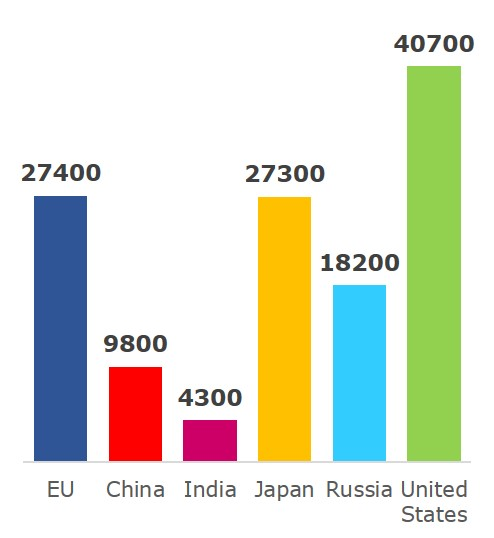 40700
27400
27300
18200
9800
4300
EU
China
India
Japan
Russia
United
States